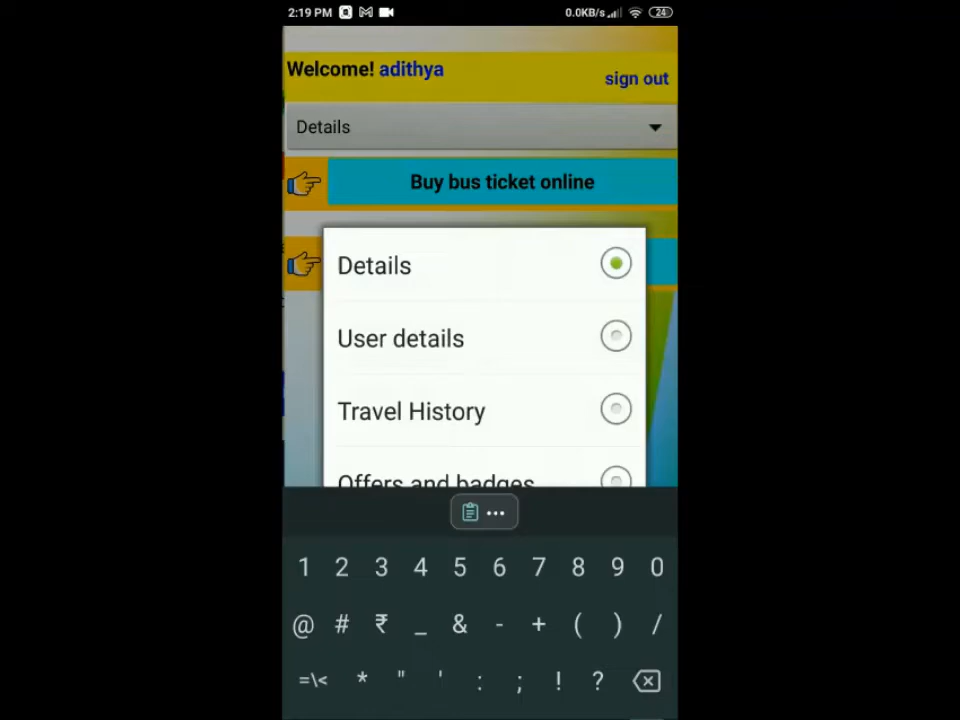 2:19 PM 0.0KB/s 24
Welcome! adithya
sign out
Details
Buy bus ticket online
Details
User details
Travel History
Offers and badges
1 2 3 4 5 6 7 8 9 0
@ # ₹ _ & - + ( ) /
=\< * " ' : ; ! ?